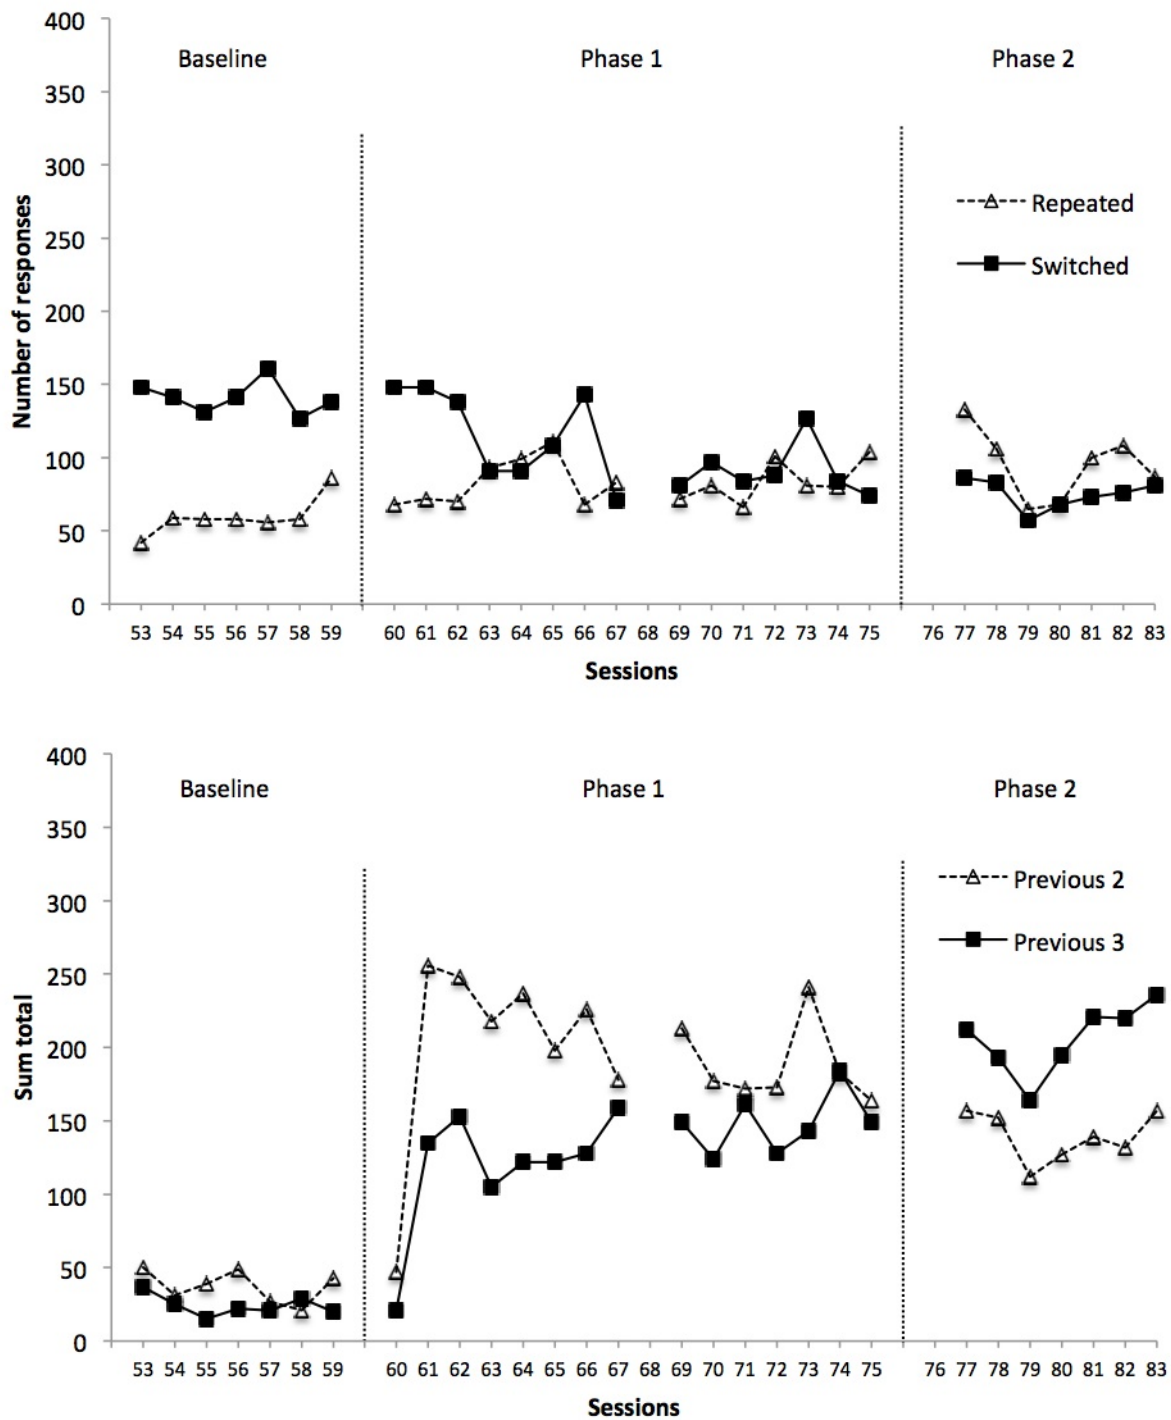 400
Baseline Phase 1 Phase 2
350
300
Repeated
250
Switched
200
150
100
50
0
Number of responses
53 54 55 56 57 58 59 60 61 62 63 64 65 66 67 68 69 70 71 72 73 74 75 76 77 78 79 80 81 82 83
Sessions
400
Baseline Phase 1 Phase 2
350
300
Previous 2
250
Previous 3
200
150
100
50
0
Sum total
53 54 55 56 57 58 59 60 61 62 63 64 65 66 67 68 69 70 71 72 73 74 75 76 77 78 79 80 81 82 83
Sessions